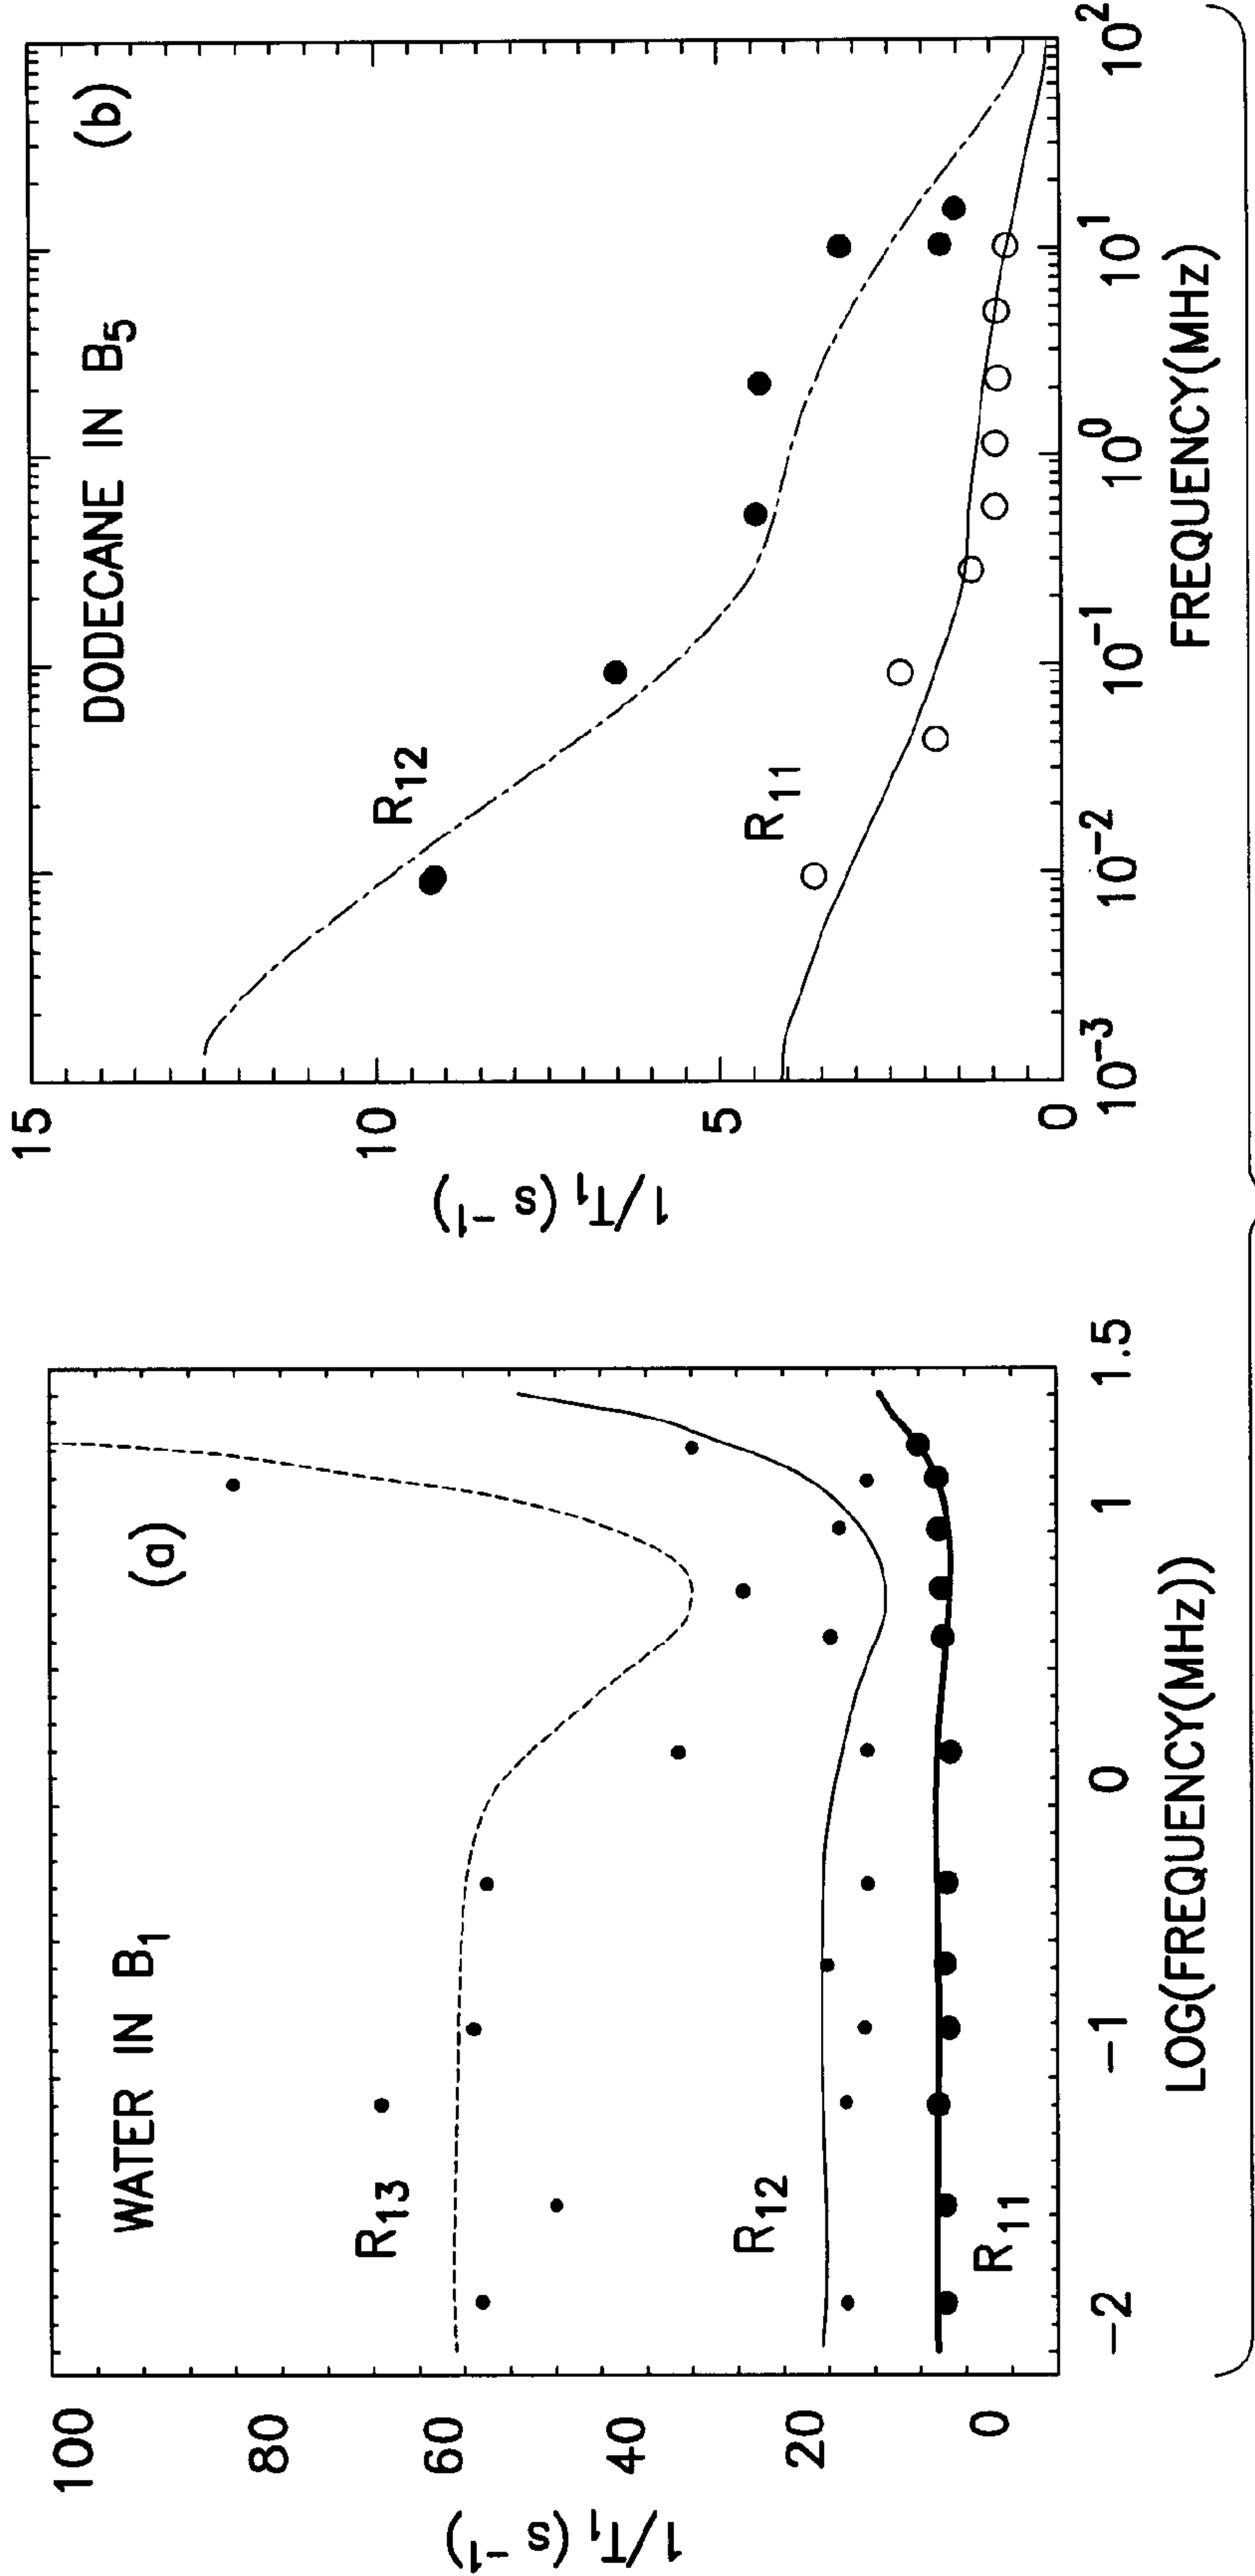 WATER IN B1
(a)
1/T1 (s−1)
100
80
60
40
20
0
R13
R12
R11
−2
−1
0
1
1.5
LOG(FREQUENCY(MHz))
DODECANE IN B5
(b)
1/T1 (s−1)
15
10
5
0
R12
R11
10−3
10−2
10−1
100
101
102
FREQUENCY(MHz)